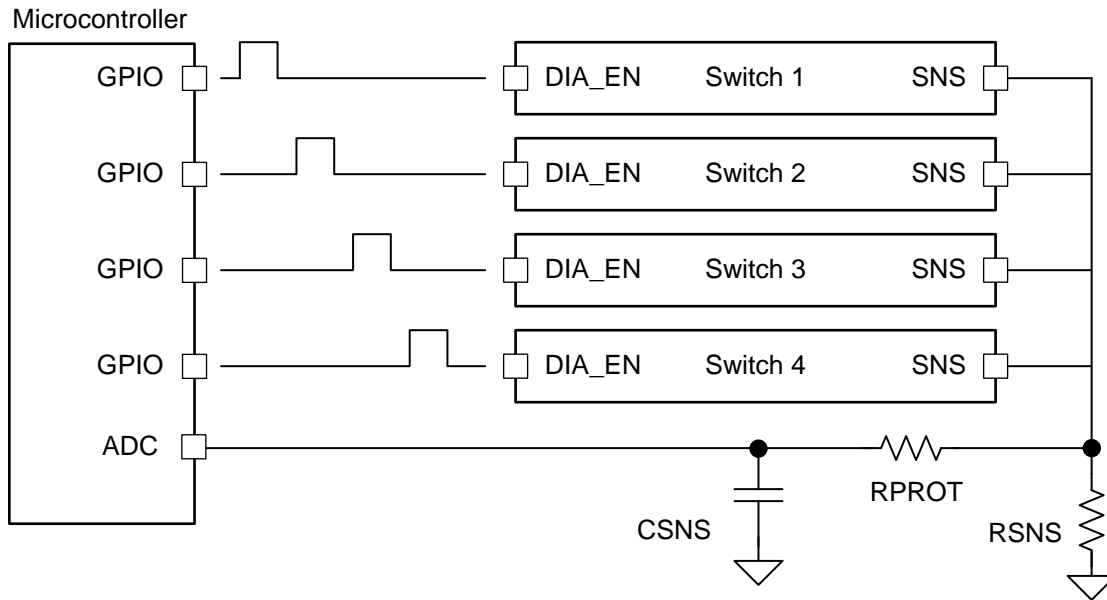 Microcontroller
GPIO DIA_EN Switch 1 SNS
GPIO DIA_EN Switch 2 SNS
GPIO DIA_EN Switch 3 SNS
GPIO DIA_EN Switch 4 SNS
ADC
RPROT
CSNS
RSNS